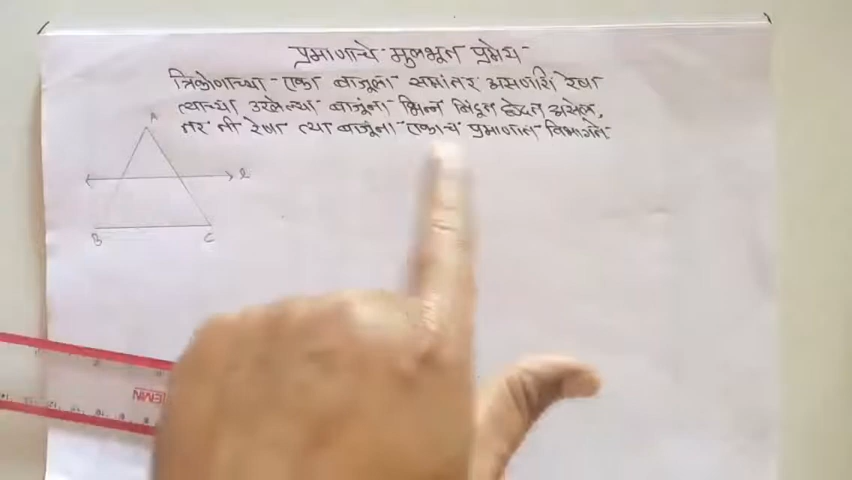 प्रमाणाचे मुलभूत प्रमेय
त्रिकोणाच्या एका बाजूला समांतर असणारी रेषा
त्याच्या उरलेल्या बाजूंना भिन्न बिंदूत छेदत असेल,
तर ती रेषा त्या बाजूंना एकाच प्रमाणात विभागते
A
l
B
C